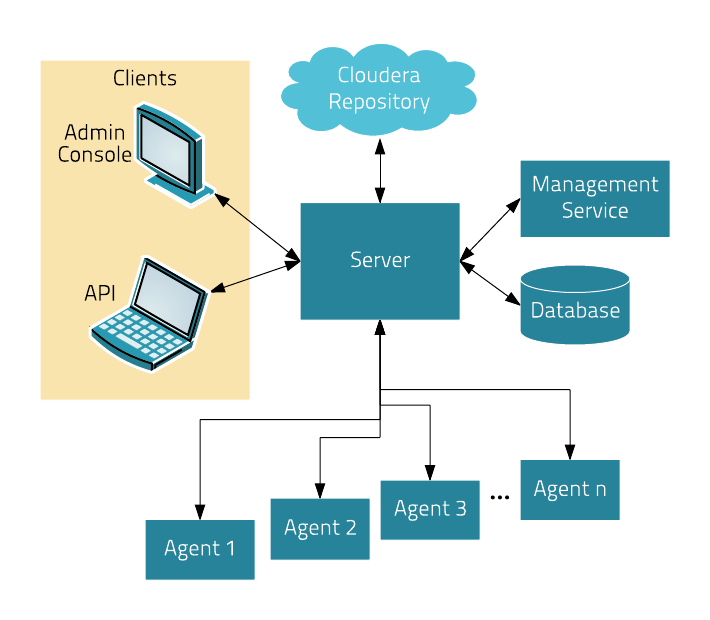 Clients
Admin
Console
API
Cloudera
Repository
Server
Management
Service
Database
Agent 1
Agent 2
Agent 3
...
Agent n